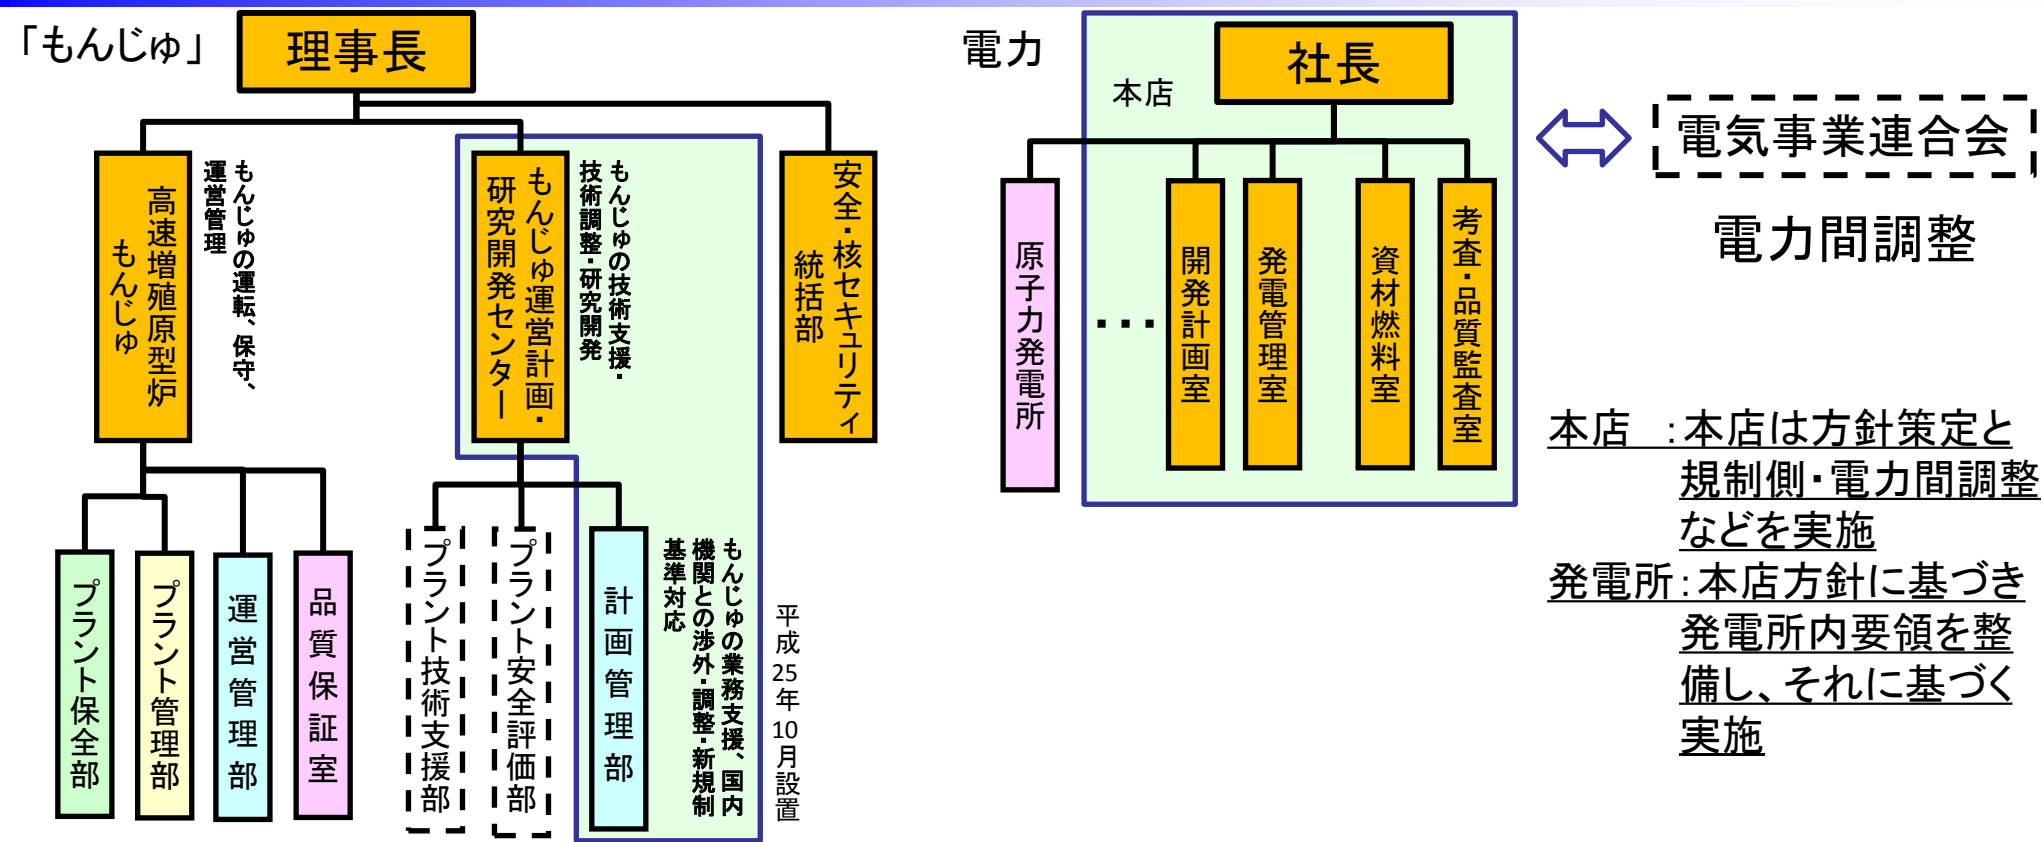 「もんじゅ」
理事長
高速増殖原型炉
もんじゅ
もんじゅの運転、保守、
運営管理
もんじゅ運営計画・
研究開発センター
もんじゅの技術支援・
技術調整・研究開発
安全・核セキュリティ
統括部
プラント保全部
プラント管理部
運営管理部
品質保証室
プラント技術支援部
プラント安全評価部
計画管理部
もんじゅの業務支援、国内
機関との渉外・調整・新規制
基準対応
平成25年10月設置
電力
本店
社長
原子力発電所
・・・
開発計画室
発電管理室
資材燃料室
考査・品質監査室
電気事業連合会
電力間調整
本店　：本店は方針策定と
規制側・電力間調整
などを実施
発電所：本店方針に基づき
発電所内要領を整
備し、それに基づく
実施